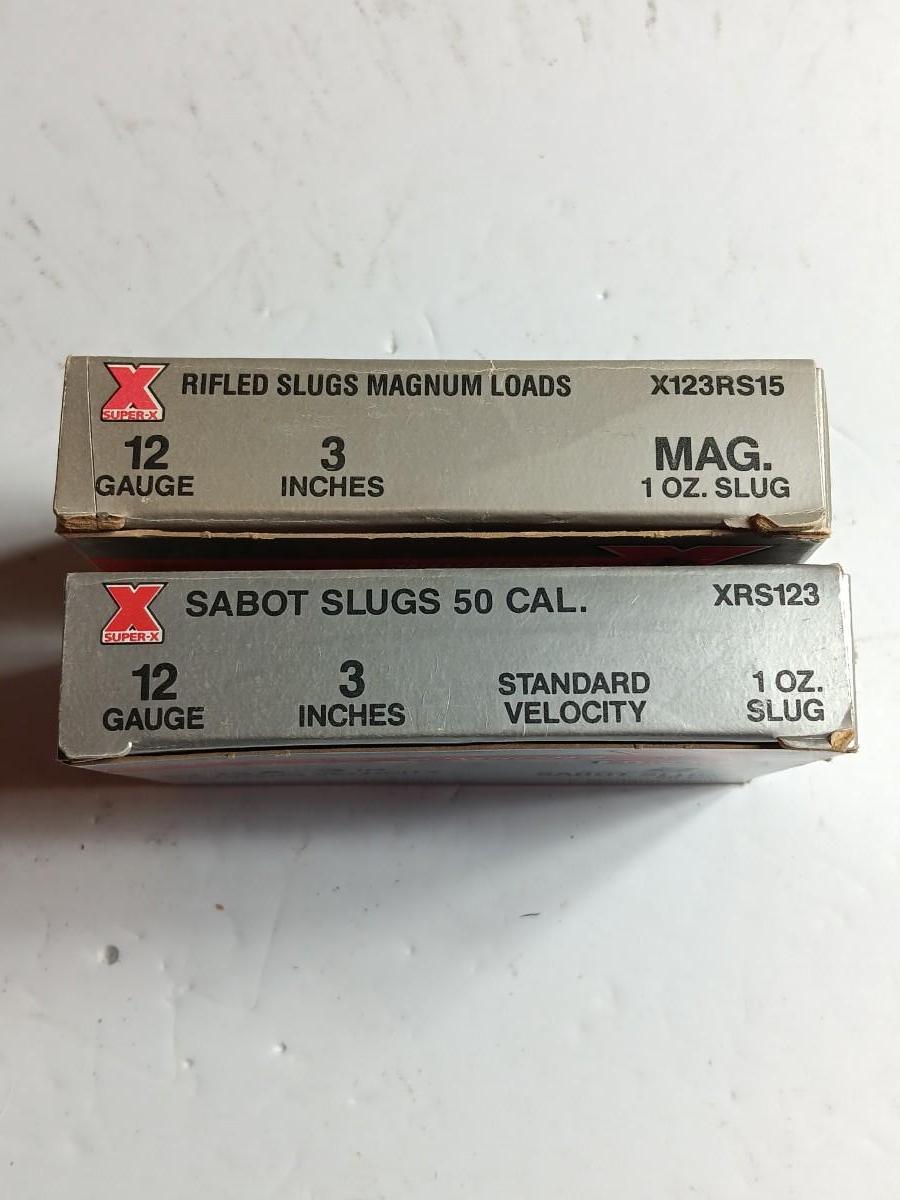 X
SUPER-X
RIFLED SLUGS MAGNUM LOADS
X123RS15
12
GAUGE
3
INCHES
MAG.
1 OZ. SLUG
X
SUPER-X
SABOT SLUGS 50 CAL.
XRS123
12
GAUGE
3
INCHES
STANDARD
VELOCITY
1 OZ.
SLUG